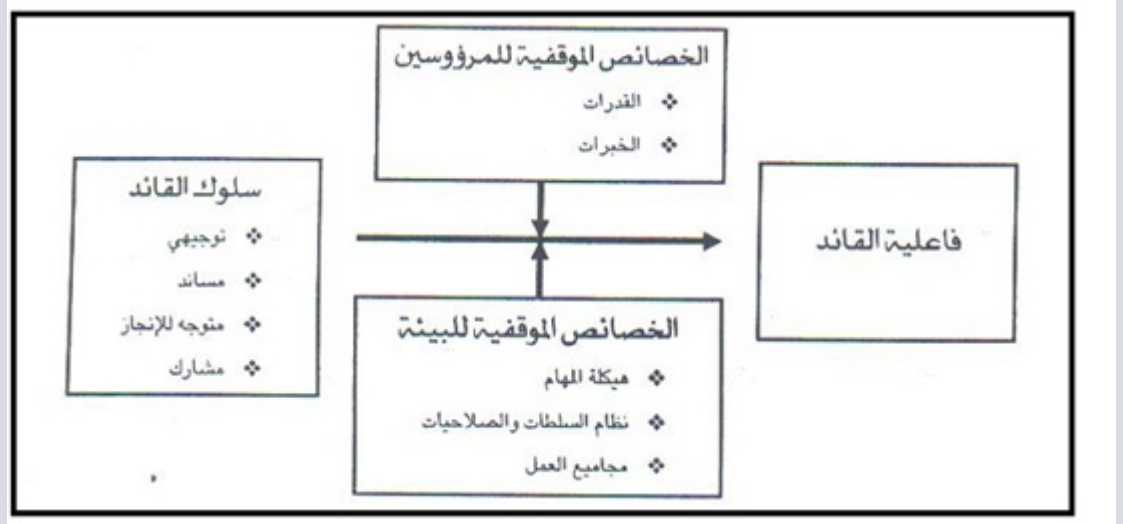 الخصائص الموقفية للمرؤوسين
القدرات
الخبرات
سلوك القائد
توجيهي
مساند
متوجه للإنجاز
مشارك
فاعلية القائد
الخصائص الموقفية للبيئة
هيكلة المهام
نظام السلطات والصلاحيات
مجاميع العمل